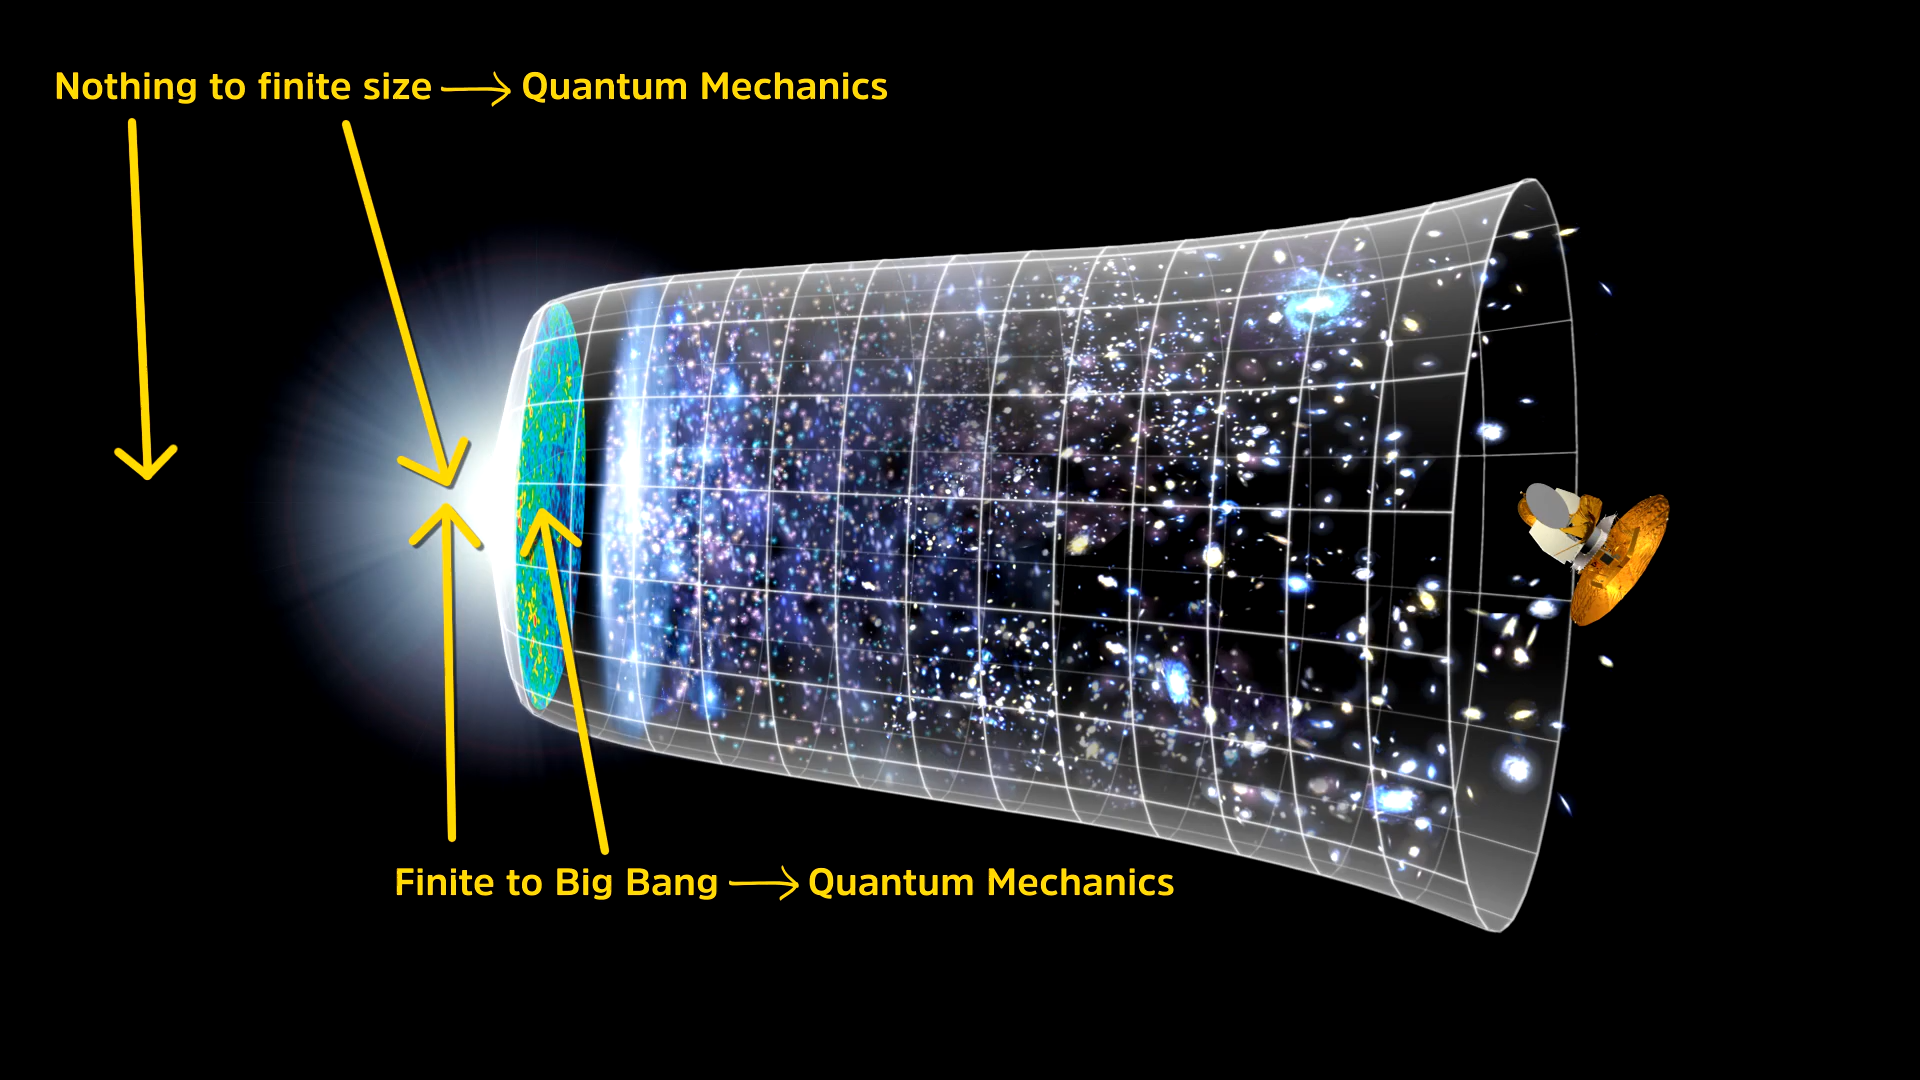 Nothing to finite size → Quantum Mechanics
Finite to Big Bang → Quantum Mechanics